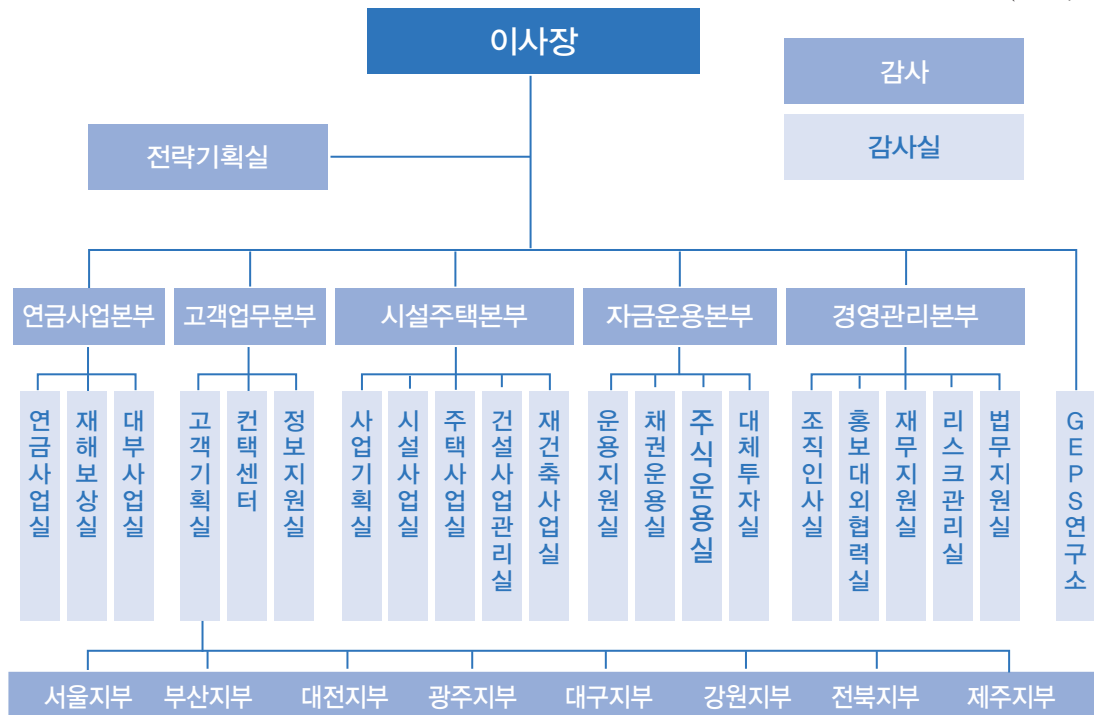 이사장
감사
감사실
전략기획실
연금사업본부
고객업무본부
시설주택본부
자금운용본부
경영관리본부
연금사업실
재해보상실
대부사업실
고객기획실
컨택센터
정보지원실
사업기획실
시설사업실
주택사업실
건설사업관리실
재건축사업실
운용지원실
채권운용실
주식운용실
대체투자실
조직인사실
홍보대외협력실
재무지원실
리스크관리실
법무지원실
GEPS연구소
서울지부
부산지부
대전지부
광주지부
대구지부
강원지부
전북지부
제주지부